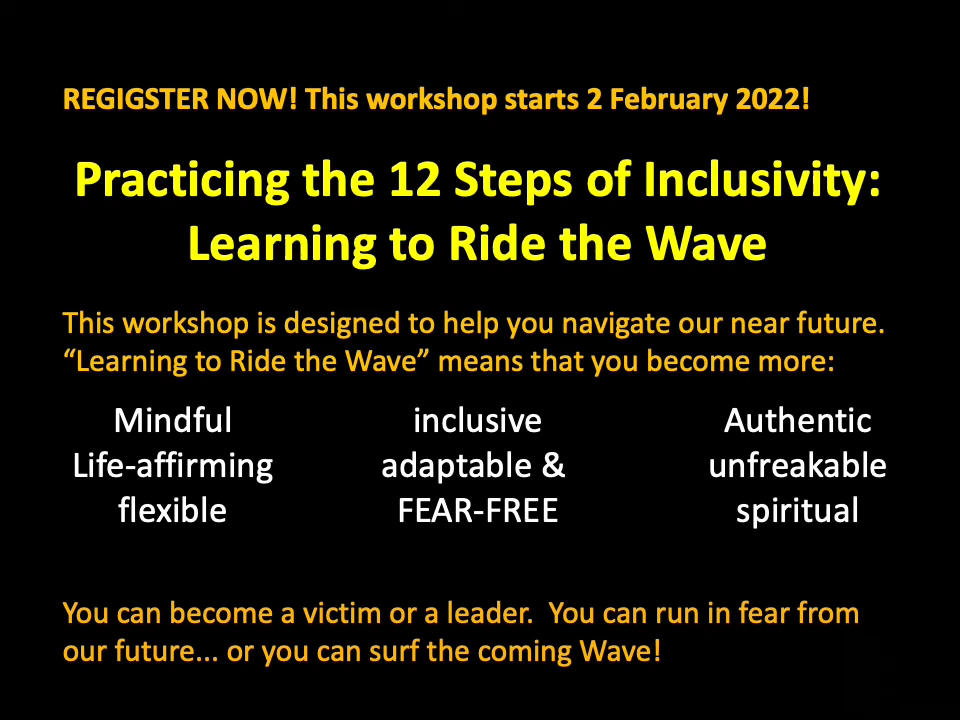 REGIGSTER NOW! This workshop starts 2 February 2022!
Practicing the 12 Steps of Inclusivity:
Learning to Ride the Wave
This workshop is designed to help you navigate our near future.
“Learning to Ride the Wave” means that you become more:
Mindful inclusive Authentic
Life-affirming adaptable & unfreakable
flexible FEAR-FREE spiritual
You can become a victim or a leader.  You can run in fear from
our future... or you can surf the coming Wave!